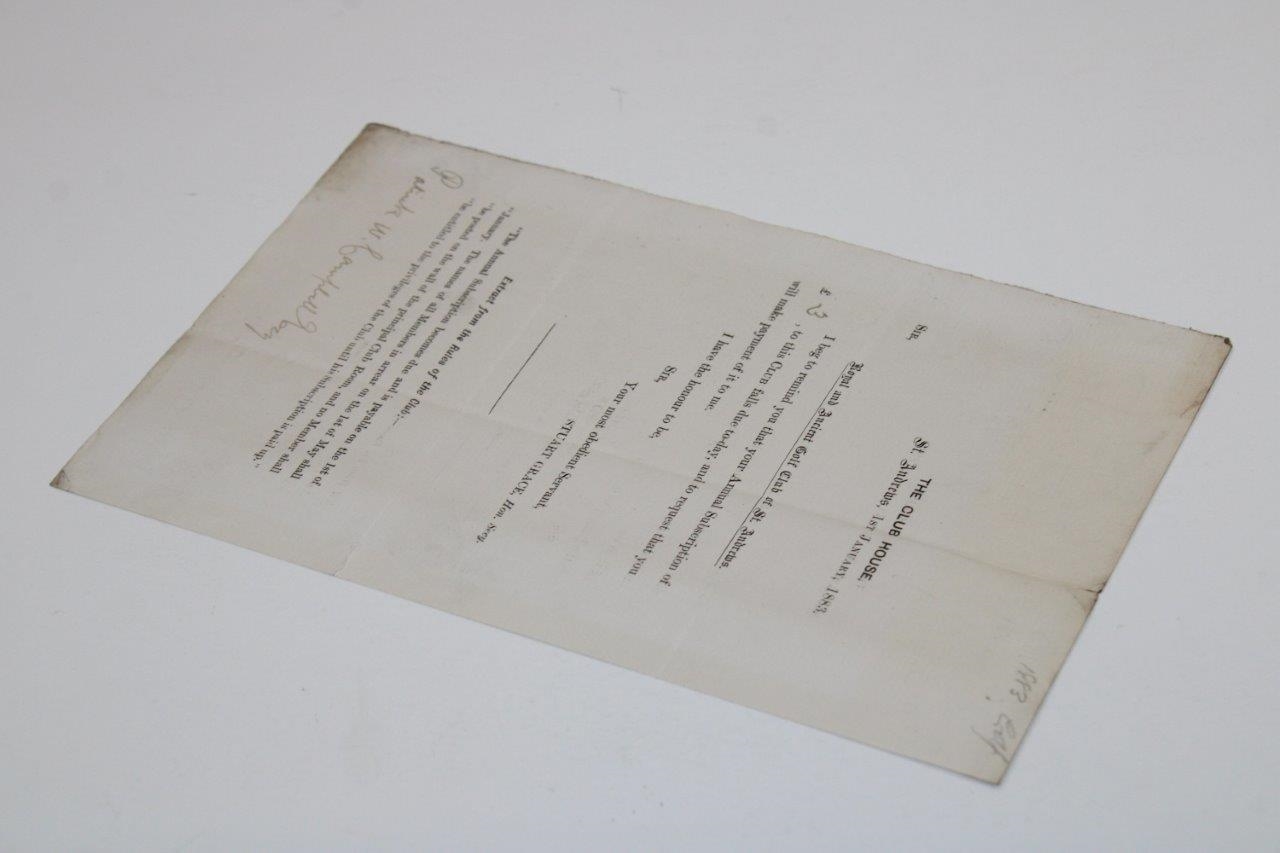 1883
THE CLUB HOUSE,
St. Andrews, 1ST JANUARY, 1883.
SIR,
Royal and Ancient Golf Club of St. Andrews.
I beg to remind you that your Annual Subscription of
£ 3 , to this CLUB falls due to-day, and to request that you
will make payment of it to me.
I have the honour to be,
SIR,
Your most obedient Servant,
STUART GRACE, Hon. Secy.
Extract from the Rules of the Club:—
"The Annual Subscription becomes due and is payable on the 1st of
"January. The names of all Members in arrear on the 1st of May shall
"be posted on the wall of the principal Club Room, and no Member shall
"be entitled to the privileges of the Club until his subscription is paid up."
Patrick W. Campbell Esq